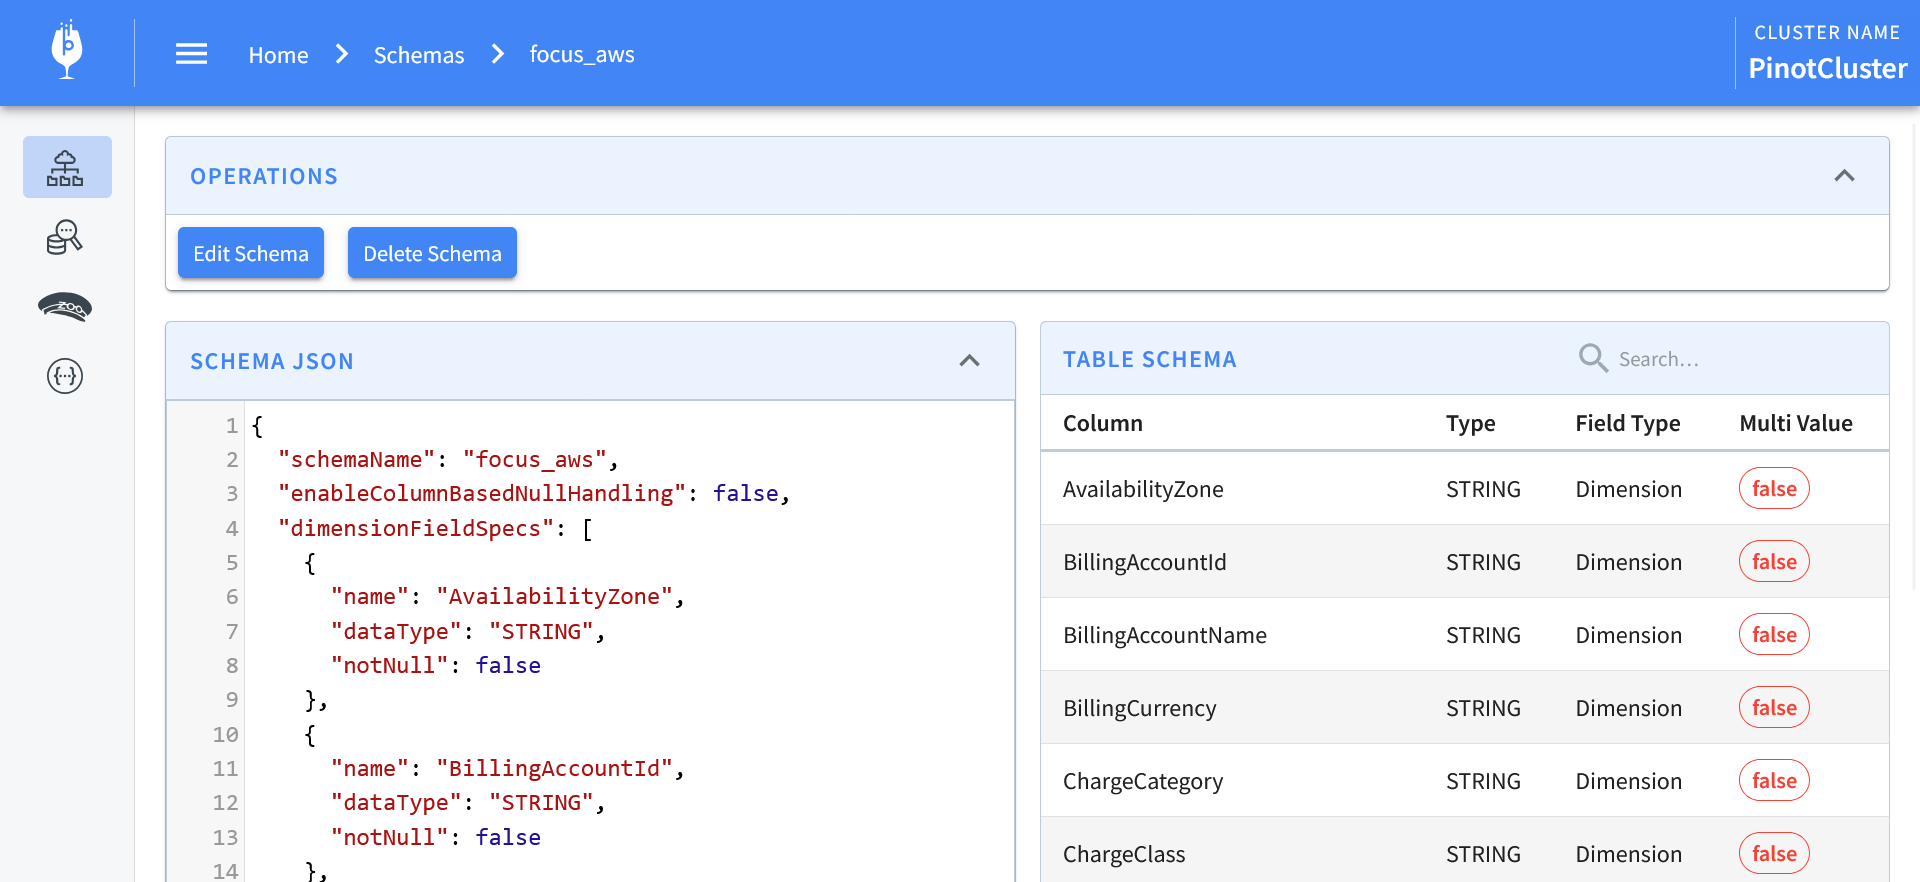 Home > Schemas > focus_aws
CLUSTER NAME
PinotCluster
OPERATIONS
Edit Schema
Delete Schema
SCHEMA JSON
1 {
2 "schemaName": "focus_aws",
3 "enableColumnBasedNullHandling": false,
4 "dimensionFieldSpecs": [
5 {
6 "name": "AvailabilityZone",
7 "dataType": "STRING",
8 "notNull": false
9 },
10 {
11 "name": "BillingAccountId",
12 "dataType": "STRING",
13 "notNull": false
14 },
TABLE SCHEMA
Search…
Column Type Field Type Multi Value
AvailabilityZone STRING Dimension false
BillingAccountId STRING Dimension false
BillingAccountName STRING Dimension false
BillingCurrency STRING Dimension false
ChargeCategory STRING Dimension false
ChargeClass STRING Dimension false
ZOO